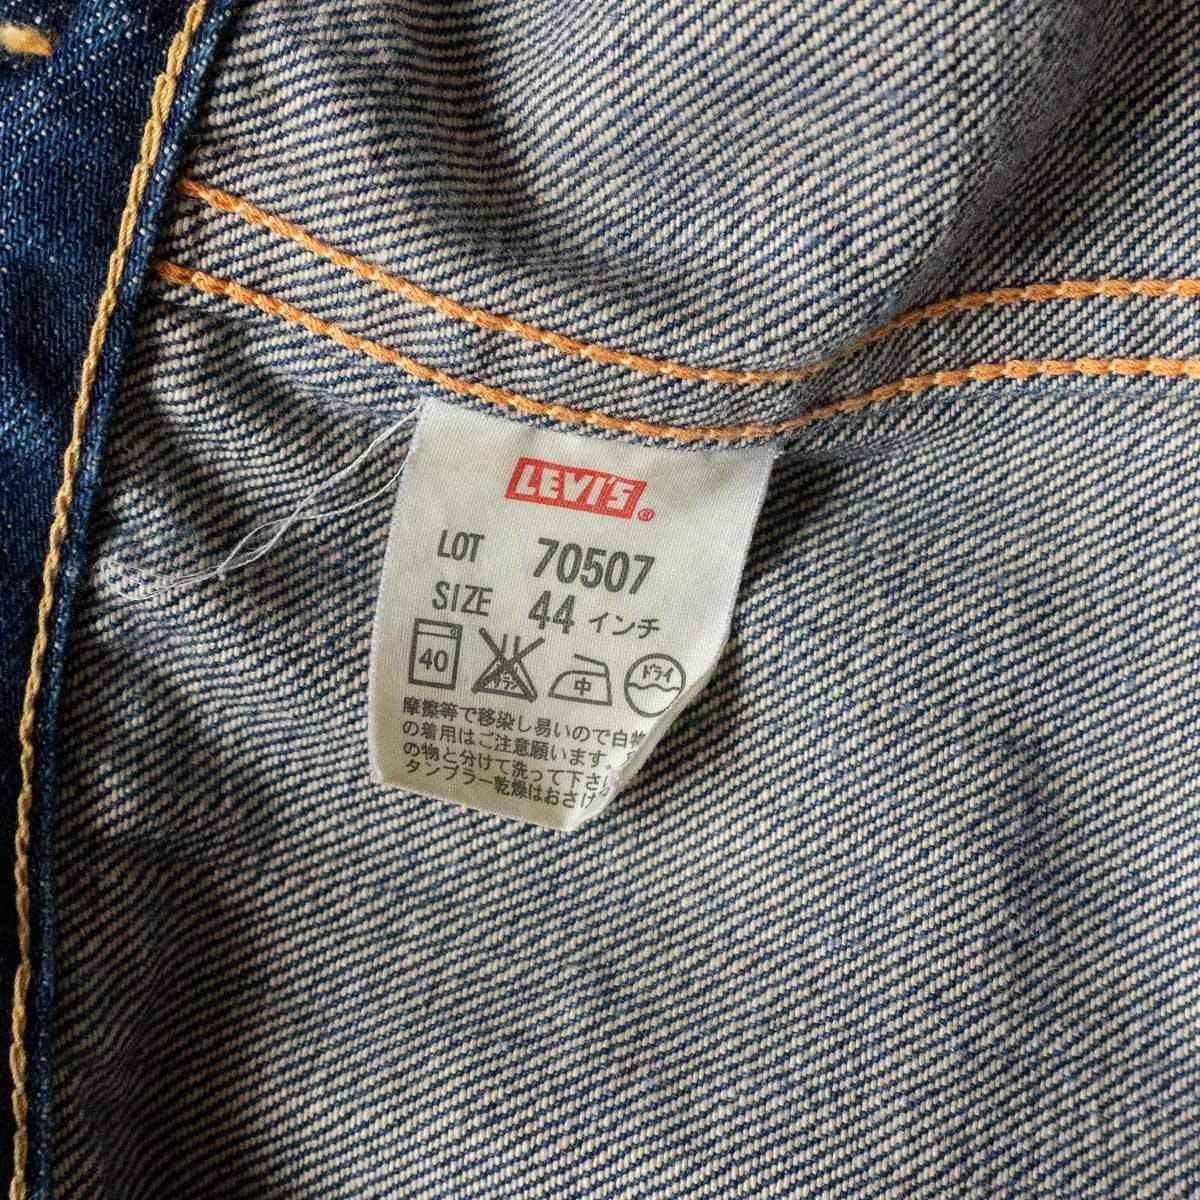 LEVI'S®
LOT 70507
SIZE 44 インチ
40 中 ドライ
摩擦等で移染し易いので白物
の着用はご注意願います。
の物と分けて洗って下さい
タンブラー乾燥はおさけ